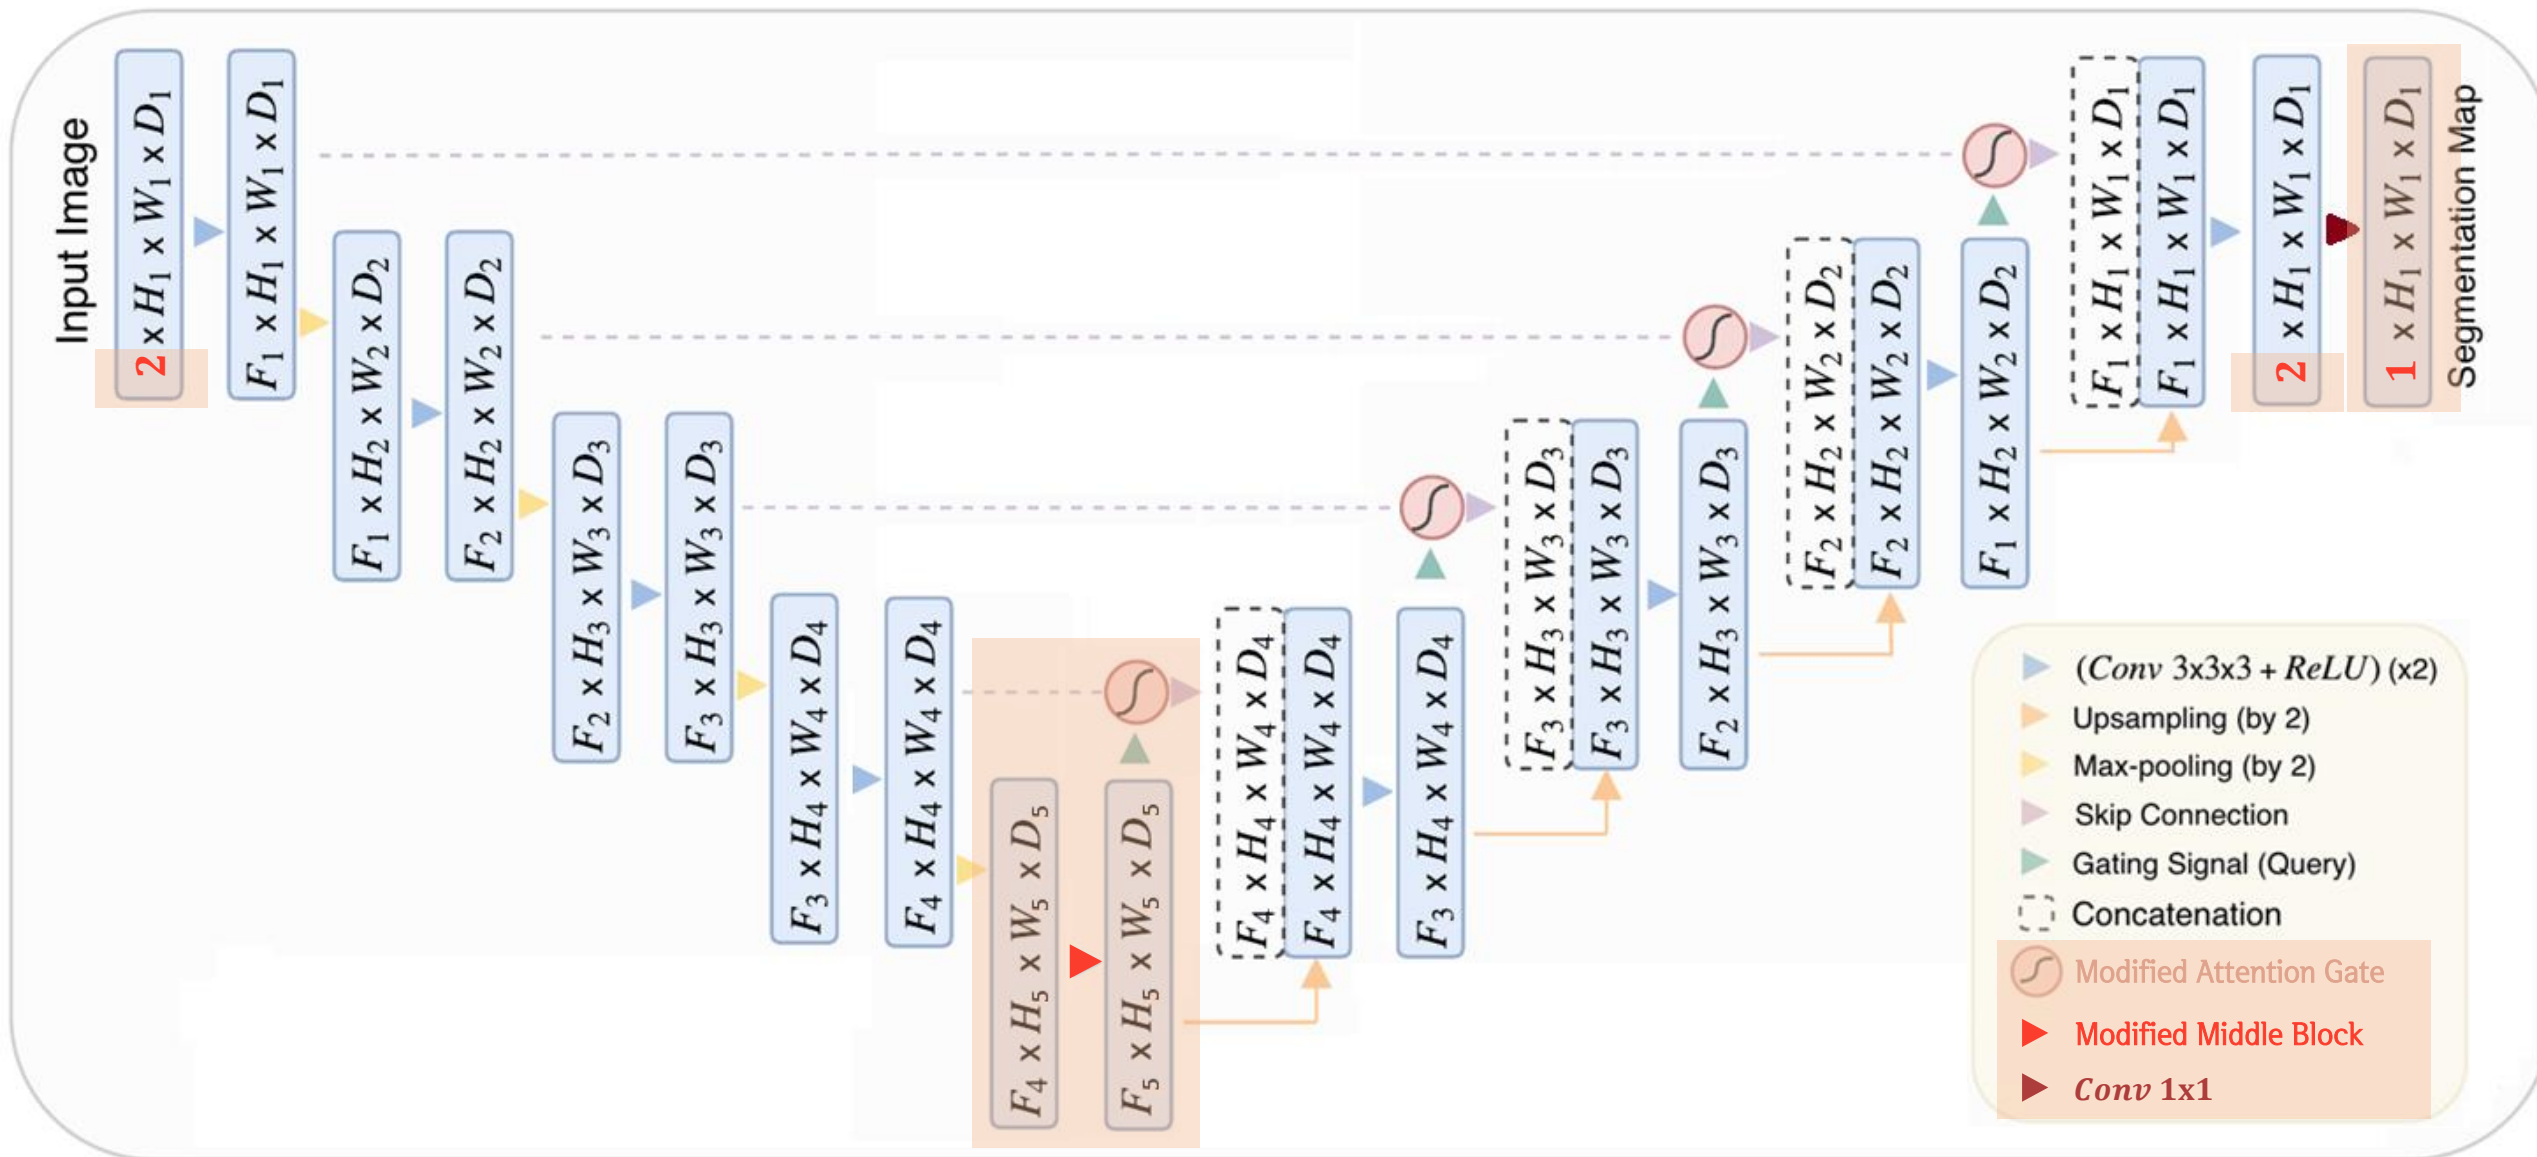 Input Image
2 x H₁ x W₁ x D₁
F₁ x H₁ x W₁ x D₁
F₁ x H₂ x W₂ x D₂
F₂ x H₂ x W₂ x D₂
F₂ x H₃ x W₃ x D₃
F₃ x H₃ x W₃ x D₃
F₃ x H₄ x W₄ x D₄
F₄ x H₄ x W₄ x D₄
F₄ x H₅ x W₅ x D₅
F₅ x H₅ x W₅ x D₅
F₄ x H₄ x W₄ x D₄
F₄ x H₄ x W₄ x D₄
F₃ x H₄ x W₄ x D₄
F₃ x H₃ x W₃ x D₃
F₃ x H₃ x W₃ x D₃
F₂ x H₃ x W₃ x D₃
F₂ x H₂ x W₂ x D₂
F₂ x H₂ x W₂ x D₂
F₁ x H₂ x W₂ x D₂
F₁ x H₁ x W₁ x D₁
F₁ x H₁ x W₁ x D₁
2 x H₁ x W₁ x D₁
1 x H₁ x W₁ x D₁
Segmentation Map
(Conv 3x3x3 + ReLU) (x2)
Upsampling (by 2)
Max-pooling (by 2)
Skip Connection
Gating Signal (Query)
Concatenation
Modified Attention Gate
Modified Middle Block
Conv 1x1